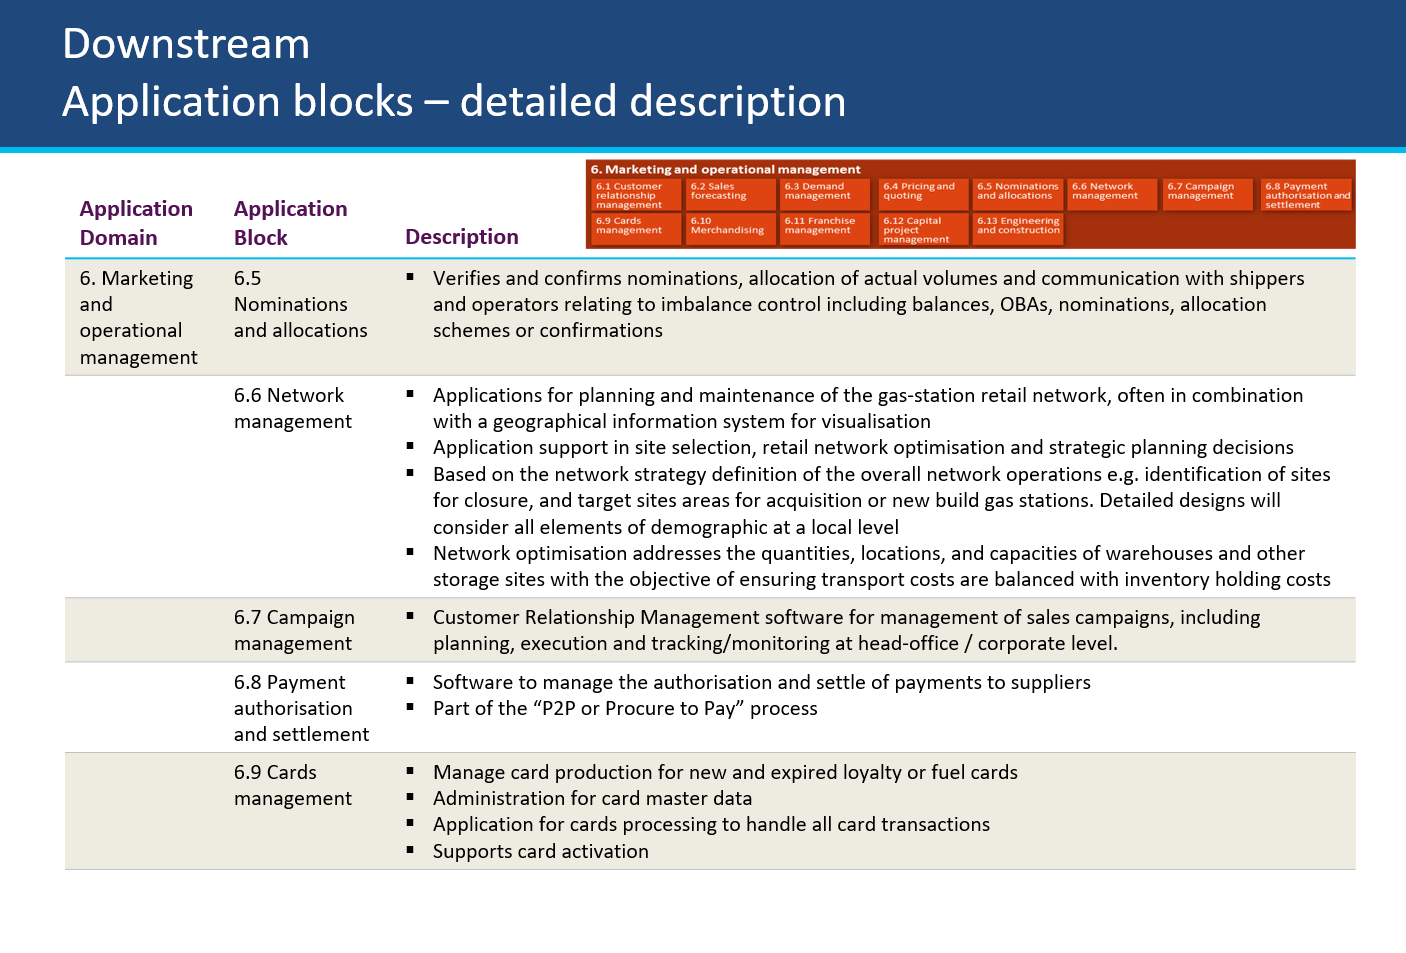 Downstream
Application blocks – detailed description
6. Marketing and operational management
6.1 Customer relationship management
6.2 Sales forecasting
6.3 Demand management
6.4 Pricing and quoting
6.5 Nominations and allocations
6.6 Network management
6.7 Campaign management
6.8 Payment authorisation and settlement
6.9 Cards management
6.10 Merchandising
6.11 Franchise management
6.12 Capital project management
6.13 Engineering and construction
Application Domain
Application Block
Description
6. Marketing
and
operational
management
6.5
Nominations
and allocations
▪ Verifies and confirms nominations, allocation of actual volumes and communication with shippers
and operators relating to imbalance control including balances, OBAs, nominations, allocation
schemes or confirmations
6.6 Network
management
▪ Applications for planning and maintenance of the gas-station retail network, often in combination
with a geographical information system for visualisation
▪ Application support in site selection, retail network optimisation and strategic planning decisions
▪ Based on the network strategy definition of the overall network operations e.g. identification of sites
for closure, and target sites areas for acquisition or new build gas stations. Detailed designs will
consider all elements of demographic at a local level
▪ Network optimisation addresses the quantities, locations, and capacities of warehouses and other
storage sites with the objective of ensuring transport costs are balanced with inventory holding costs
6.7 Campaign
management
▪ Customer Relationship Management software for management of sales campaigns, including
planning, execution and tracking/monitoring at head-office / corporate level.
6.8 Payment
authorisation
and settlement
▪ Software to manage the authorisation and settle of payments to suppliers
▪ Part of the “P2P or Procure to Pay” process
6.9 Cards
management
▪ Manage card production for new and expired loyalty or fuel cards
▪ Administration for card master data
▪ Application for cards processing to handle all card transactions
▪ Supports card activation